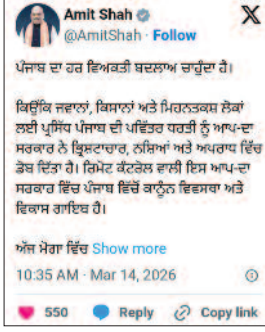 Amit Shah
@AmitShah · Follow
ਪੰਜਾਬ ਦਾ ਹਰ ਵਿਅਕਤੀ ਬਦਲਾਅ ਚਾਹੁੰਦਾ ਹੈ।
ਕਿਉਂਕਿ ਜਵਾਨਾਂ, ਕਿਸਾਨਾਂ ਅਤੇ ਮਿਹਨਤਕਸ਼ ਲੋਕਾਂ
ਲਈ ਪ੍ਰਸਿੱਧ ਪੰਜਾਬ ਦੀ ਪਵਿੱਤਰ ਧਰਤੀ ਨੂੰ ਆਪ-ਦਾ
ਸਰਕਾਰ ਨੇ ਭ੍ਰਿਸ਼ਟਾਚਾਰ, ਨਸ਼ਿਆਂ ਅਤੇ ਅਪਰਾਧ ਵਿੱਚ
ਡੋਬ ਦਿੱਤਾ ਹੈ। ਰਿਮੋਟ ਕੰਟਰੋਲ ਵਾਲੀ ਇਸ ਆਪ-ਦਾ
ਸਰਕਾਰ ਵਿੱਚ ਪੰਜਾਬ ਵਿੱਚੋਂ ਕਾਨੂੰਨ ਵਿਵਸਥਾ ਅਤੇ
ਵਿਕਾਸ ਗਾਇਬ ਹੈ।
ਅੱਜ ਮੋਗਾ ਵਿੱਚ Show more
10:35 AM · Mar 14, 2026
550 Reply Copy link